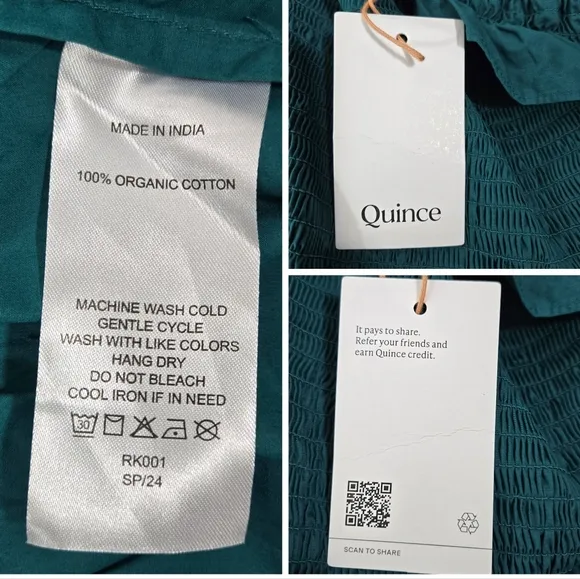 MADE IN INDIA
100% ORGANIC COTTON
MACHINE WASH COLD
GENTLE CYCLE
WASH WITH LIKE COLORS
HANG DRY
DO NOT BLEACH
COOL IRON IF IN NEED
30
RK001
SP/24
Quince
It pays to share.
Refer your friends and
earn Quince credit.
SCAN TO SHARE